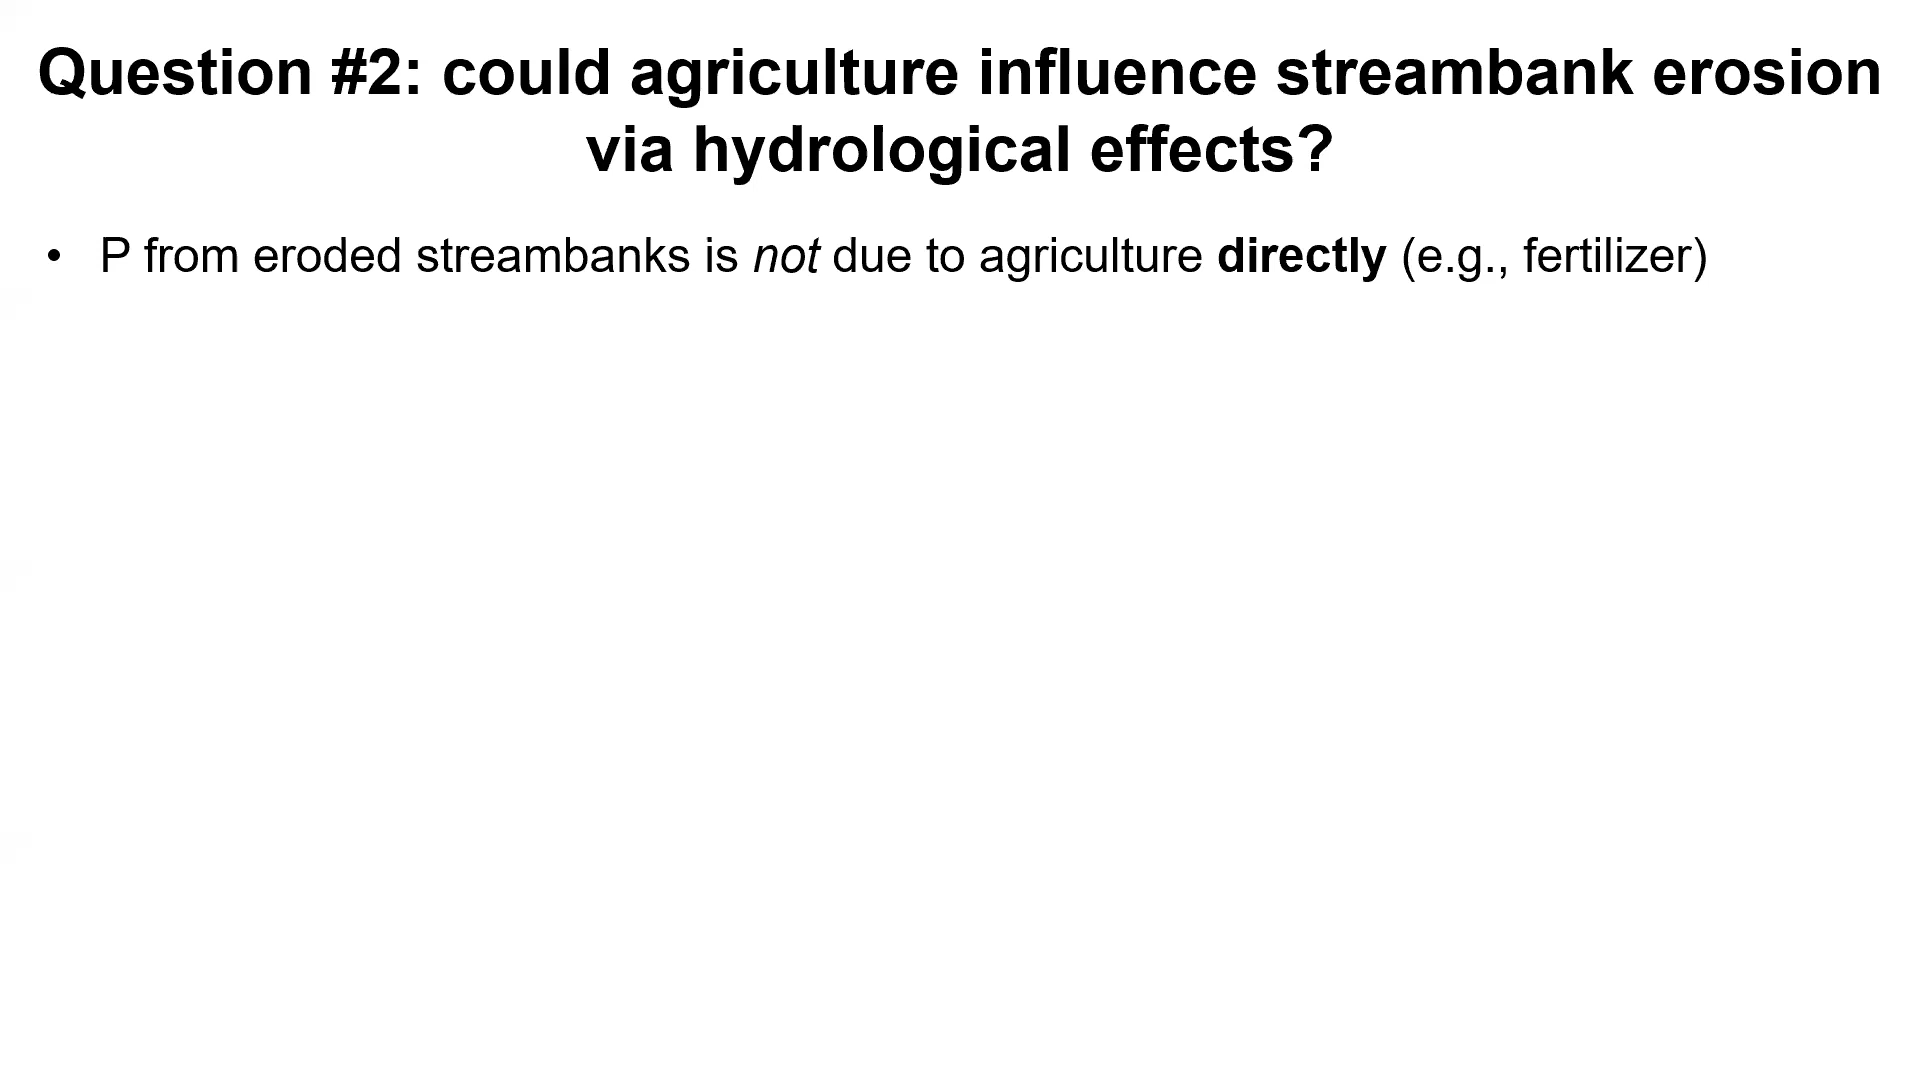 Question #2: could agriculture influence streambank erosion
via hydrological effects?
• P from eroded streambanks is not due to agriculture directly (e.g., fertilizer)